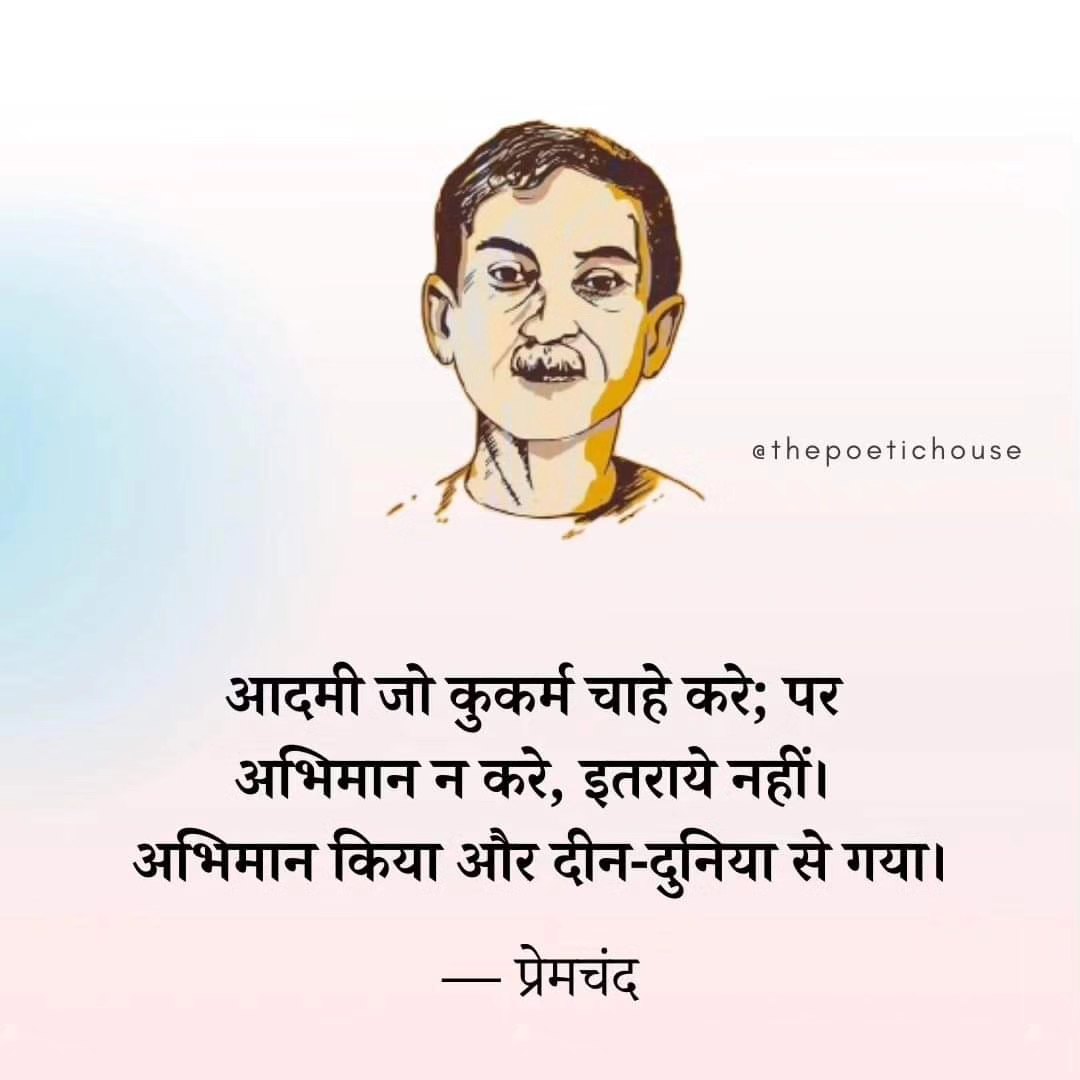 @thepoetichouse
आदमी जो कुकर्म चाहे करे; पर
अभिमान न करे, इतराये नहीं।
अभिमान किया और दीन-दुनिया से गया।
— प्रेमचंद